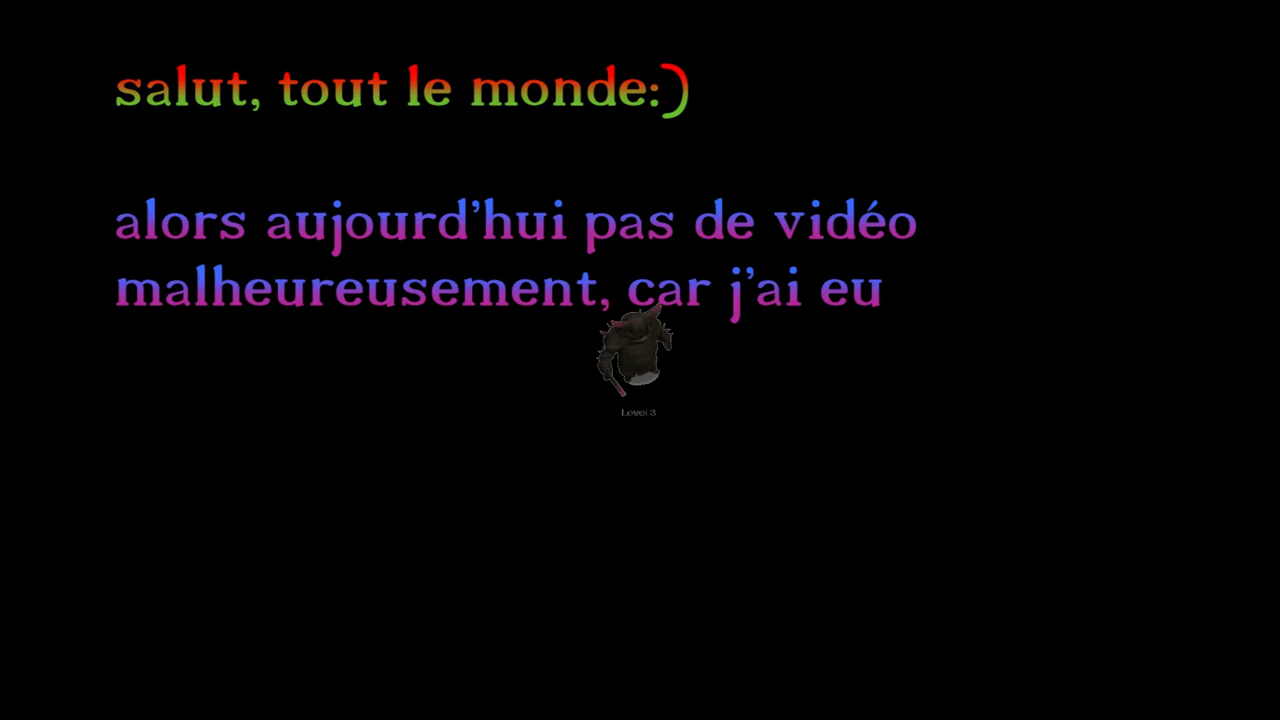 salut, tout le monde:)
alors aujourd'hui pas de vidéo
malheureusement, car j'ai eu
Level 3